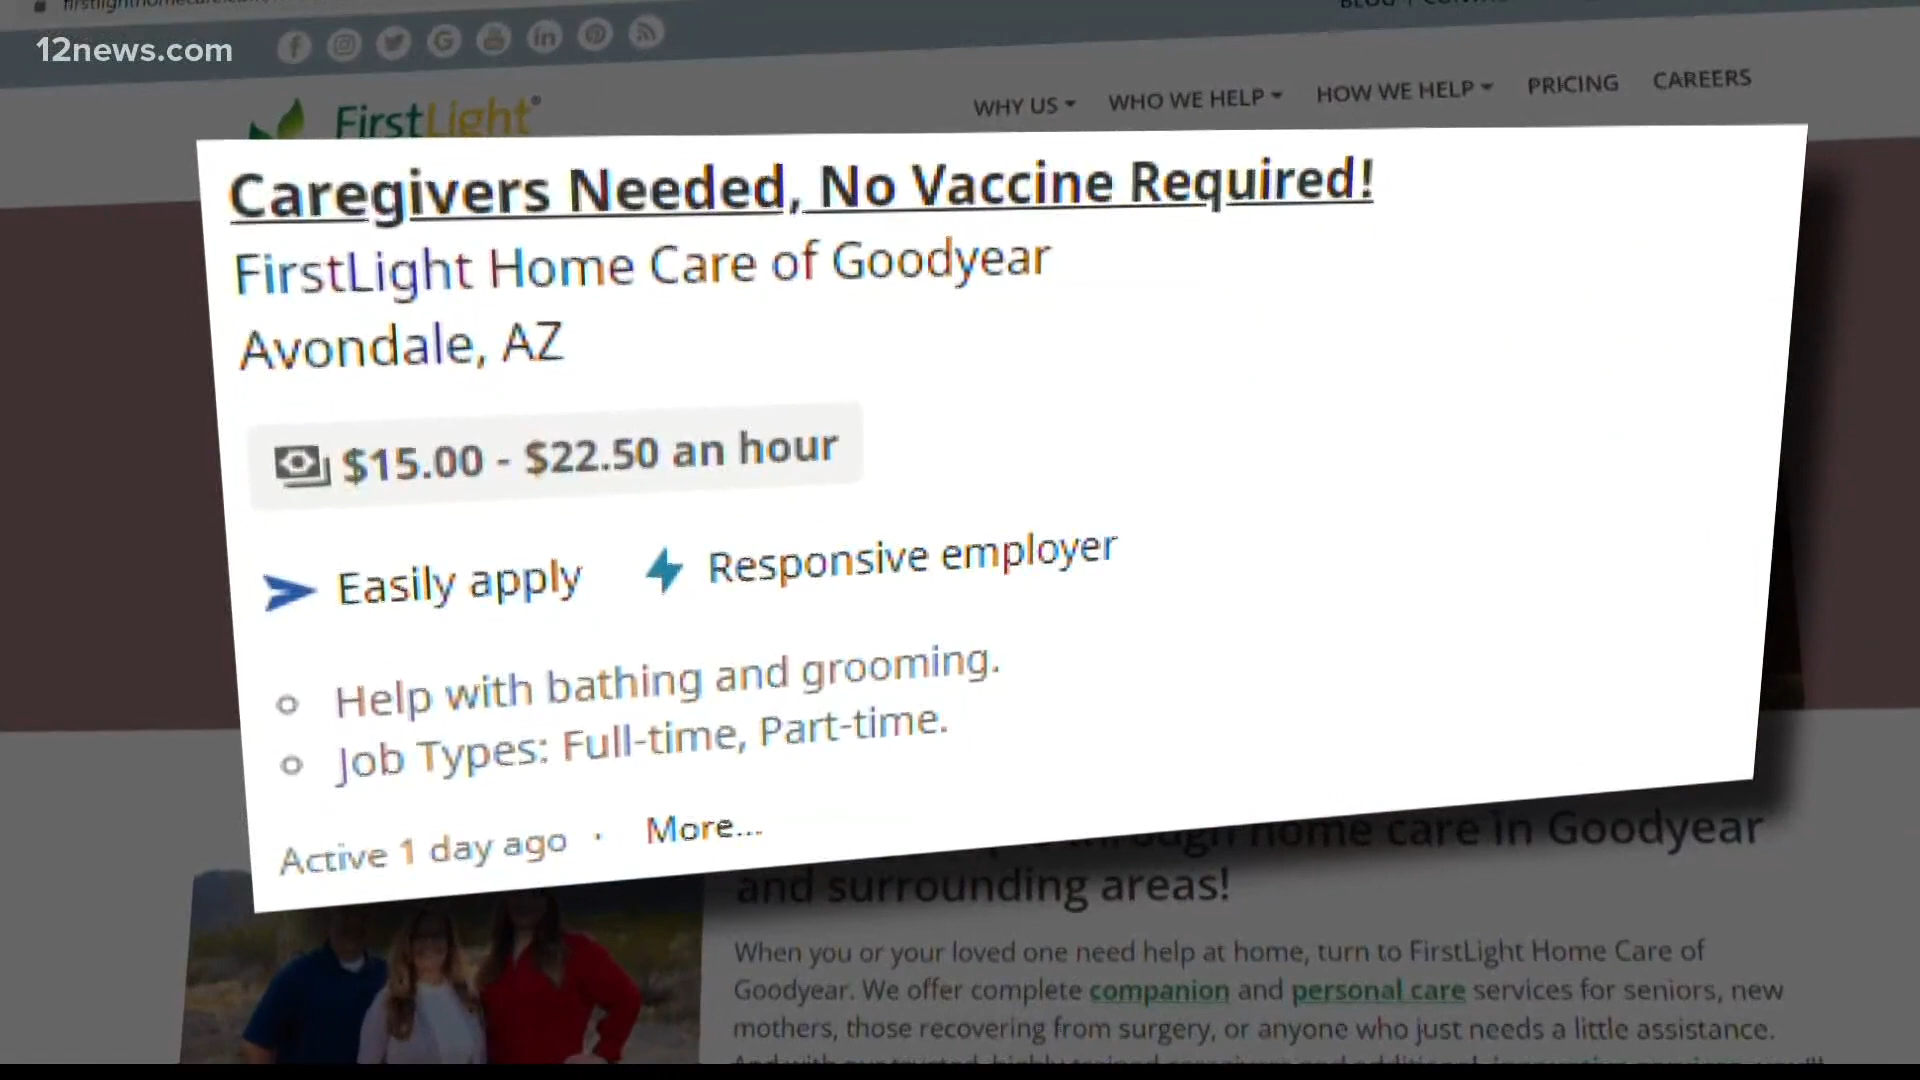 12news.com
WHY US WHO WE HELP HOW WE HELP PRICING CAREERS
FirstLight®
Caregivers Needed, No Vaccine Required!
FirstLight Home Care of Goodyear
Avondale, AZ
$15.00 - $22.50 an hour
Easily apply Responsive employer
Help with bathing and grooming.
Job Types: Full-time, Part-time.
Active 1 day ago · More...
through home care in Goodyear
and surrounding areas!
When you or your loved one need help at home, turn to FirstLight Home Care of
Goodyear. We offer complete companion and personal care services for seniors, new
mothers, those recovering from surgery, or anyone who just needs a little assistance.